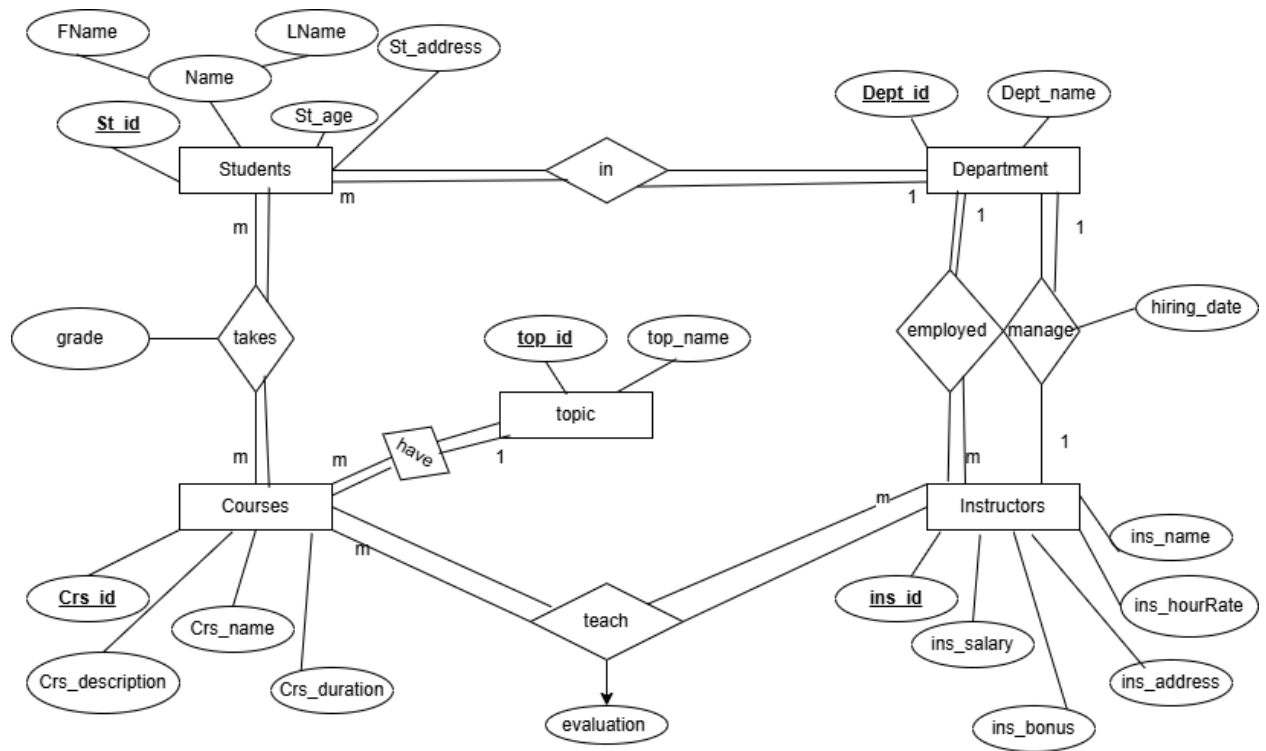 FName
LName
St_address
Name
St_id
St_age
Dept_id
Dept_name
Students
in
Department
m
1
m
1
1
grade
takes
employed
manage
hiring_date
top_id
top_name
topic
have
m
1
m
m
1
Courses
m
m
Instructors
ins_name
Crs_id
Crs_name
Crs_description
Crs_duration
teach
ins_id
ins_hourRate
ins_salary
ins_address
ins_bonus
evaluation